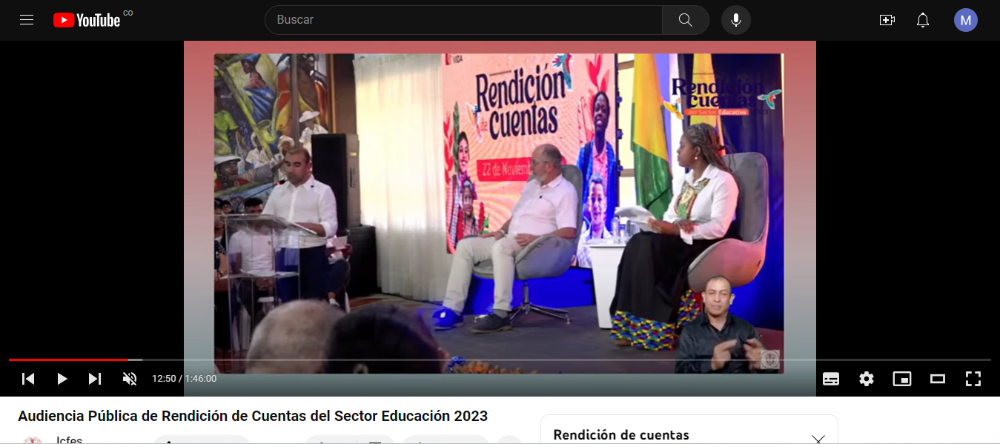 YouTube CO
Buscar
M
VIDA
Rendición
de
cuentas
22 de Noviemb
Rendición
cuentas
del Sector Educativo
12:50 / 1:46:00
Audiencia Pública de Rendición de Cuentas del Sector Educación 2023
Icfes
Rendición de cuentas